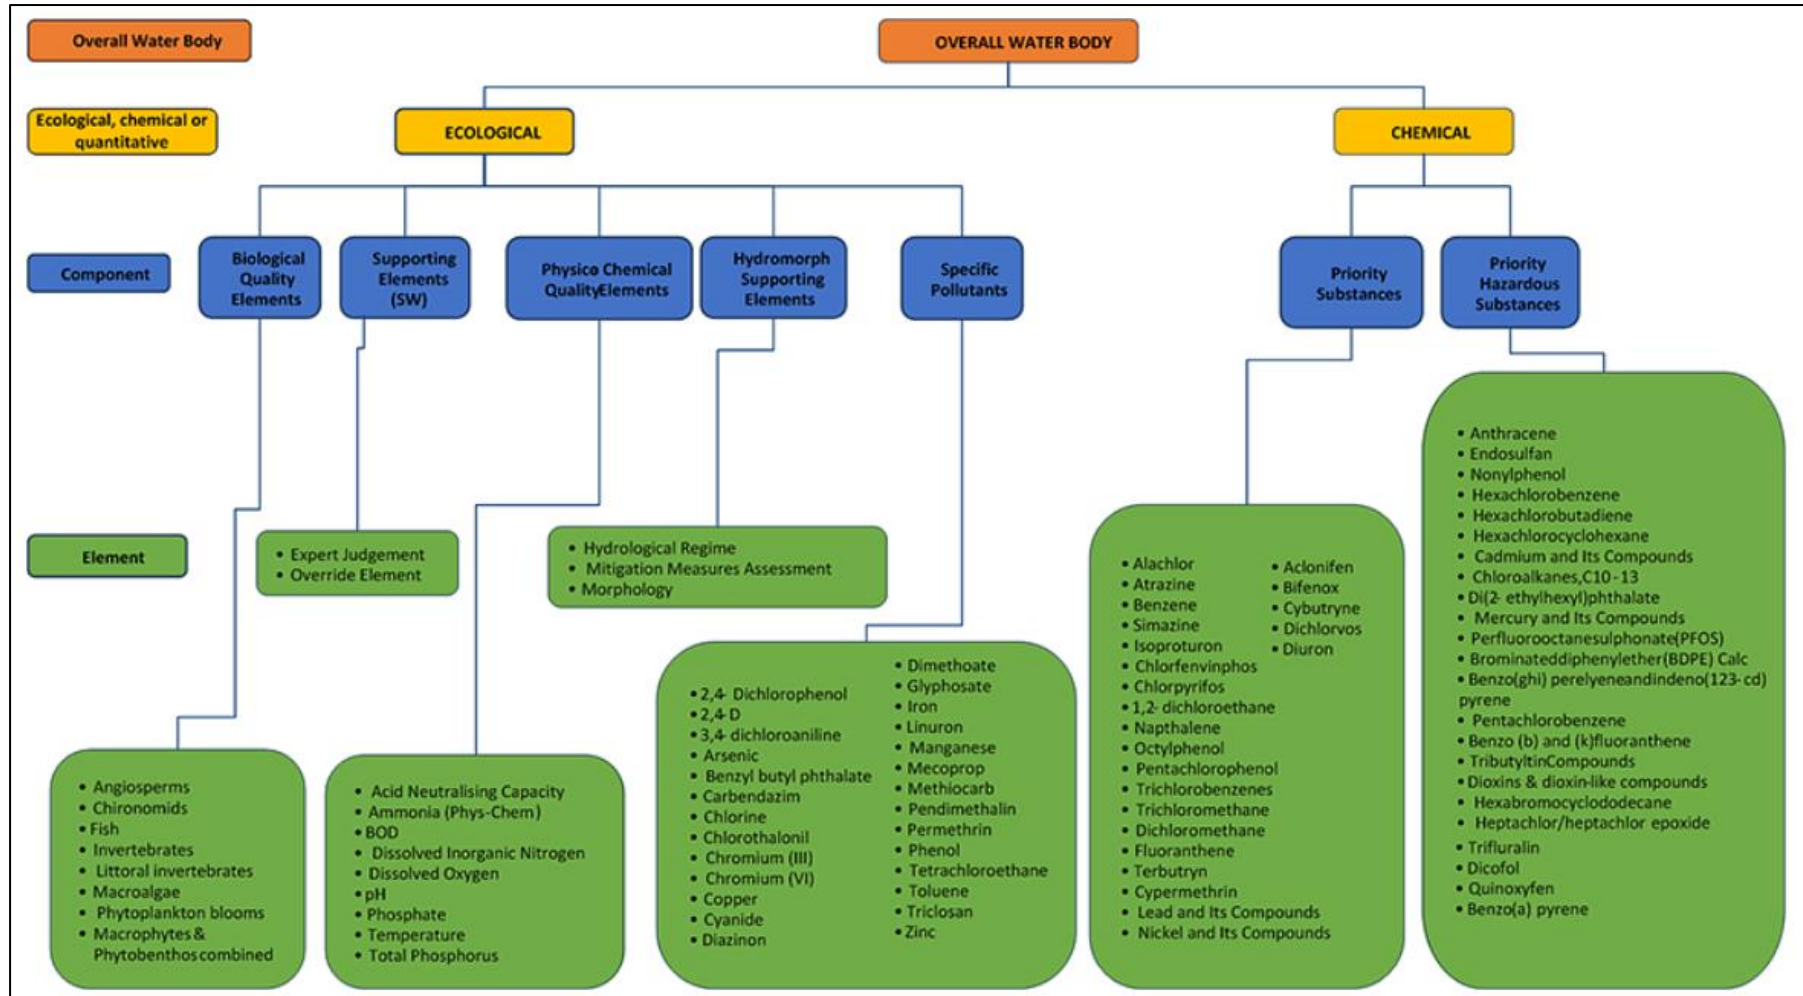 Overall Water Body
OVERALL WATER BODY
Ecological, chemical or
quantitative
ECOLOGICAL
CHEMICAL
Component
Biological
Quality
Elements
Supporting
Elements
(SW)
Physico Chemical
QualityElements
Hydromorph
Supporting
Elements
Specific
Pollutants
Priority
Substances
Priority
Hazardous
Substances
Element
• Angiosperms
• Chironomids
• Fish
• Invertebrates
• Littoral invertebrates
• Macroalgae
• Phytoplankton blooms
• Macrophytes &
Phytobenthos combined
• Expert Judgement
• Override Element
• Acid Neutralising Capacity
• Ammonia (Phys-Chem)
• BOD
• Dissolved Inorganic Nitrogen
• Dissolved Oxygen
• pH
• Phosphate
• Temperature
• Total Phosphorus
• Hydrological Regime
• Mitigation Measures Assessment
• Morphology
• 2,4- Dichlorophenol
• 2,4-D
• 3,4- dichloroaniline
• Arsenic
• Benzyl butyl phthalate
• Carbendazim
• Chlorine
• Chlorothalonil
• Chromium (III)
• Chromium (VI)
• Copper
• Cyanide
• Diazinon
• Dimethoate
• Glyphosate
• Iron
• Linuron
• Manganese
• Mecoprop
• Methiocarb
• Pendimethalin
• Permethrin
• Phenol
• Tetrachloroethane
• Toluene
• Triclosan
• Zinc
• Alachlor
• Atrazine
• Benzene
• Simazine
• Isoproturon
• Chlorfenvinphos
• Chlorpyrifos
• 1,2- dichloroethane
• Napthalene
• Octylphenol
• Pentachlorophenol
• Trichlorobenzenes
• Trichloromethane
• Dichloromethane
• Fluoranthene
• Terbutryn
• Cypermethrin
• Lead and Its Compounds
• Nickel and Its Compounds
• Aclonifen
• Bifenox
• Cybutryne
• Dichlorvos
• Diuron
• Anthracene
• Endosulfan
• Nonylphenol
• Hexachlorobenzene
• Hexachlorobutadiene
• Hexachlorocyclohexane
• Cadmium and Its Compounds
• Chloroalkanes,C10-13
• Di(2- ethylhexyl)phthalate
• Mercury and Its Compounds
• Perfluorooctanesulphonate(PFOS)
• Brominateddiphenylether(BDPE) Calc
• Benzo(ghi) perelyeneandindeno(123-cd)
pyrene
• Pentachlorobenzene
• Benzo (b) and (k)fluoranthene
• TributyltinCompounds
• Dioxins & dioxin-like compounds
• Hexabromocyclododecane
• Heptachlor/heptachlor epoxide
• Trifluralin
• Dicofol
• Quinoxyfen
• Benzo(a) pyrene